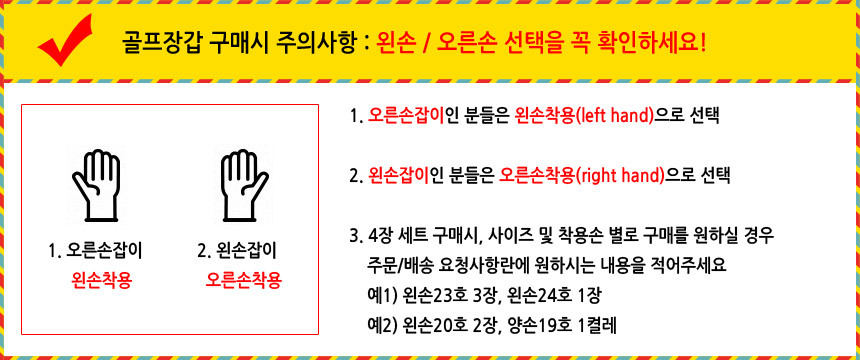 골프장갑 구매시 주의사항 : 왼손 / 오른손 선택을 꼭 확인하세요!
1. 오른손잡이
왼손착용
2. 왼손잡이
오른손착용
1. 오른손잡이인 분들은 왼손착용(left hand)으로 선택
2. 왼손잡이인 분들은 오른손착용(right hand)으로 선택
3. 4장 세트 구매시, 사이즈 및 착용손 별로 구매를 원하실 경우
주문/배송 요청사항란에 원하시는 내용을 적어주세요
예1) 왼손23호 3장, 왼손24호 1장
예2) 왼손20호 2장, 양손19호 1켤레